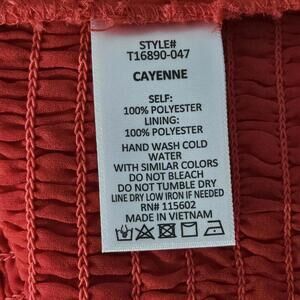 STYLE#
T16890-047
CAYENNE
SELF:
100% POLYESTER
LINING:
100% POLYESTER
HAND WASH COLD
WATER
WITH SIMILAR COLORS
DO NOT BLEACH
DO NOT TUMBLE DRY
LINE DRY LOW IRON IF NEEDED
RN# 115602
MADE IN VIETNAM